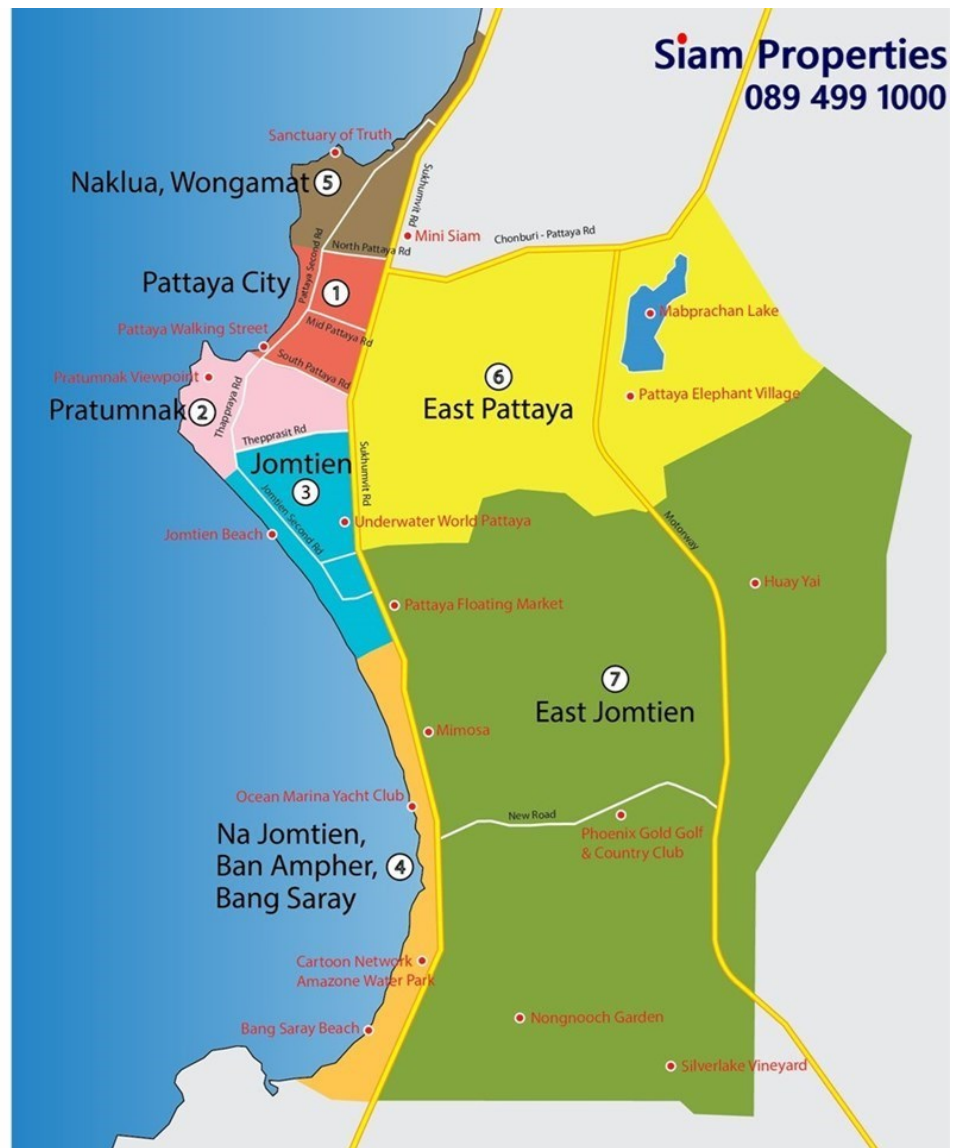 Siam Properties
089 499 1000
Sanctuary of Truth
Naklua, Wongamat 5
Sukhumvit Rd
Mini Siam
Chonburi - Pattaya Rd
North Pattaya Rd
Pattaya Second Rd
Pattaya City
1
Mabprachan Lake
Mid Pattaya Rd
Pattaya Walking Street
South Pattaya Rd
Pratumnak Viewpoint
6
East Pattaya
Pattaya Elephant Village
Pratumnak 2
Thappraya Rd
Thepprasit Rd
Jomtien
3
Sukhumvit Rd
Jomtien Second Rd
Underwater World Pattaya
Jomtien Beach
Motorway
Huay Yai
Pattaya Floating Market
7
East Jomtien
Mimosa
Ocean Marina Yacht Club
New Road
Phoenix Gold Golf
& Country Club
Na Jomtien,
Ban Ampher, 4
Bang Saray
Cartoon Network
Amazone Water Park
Bang Saray Beach
Nongnooch Garden
Silverlake Vineyard